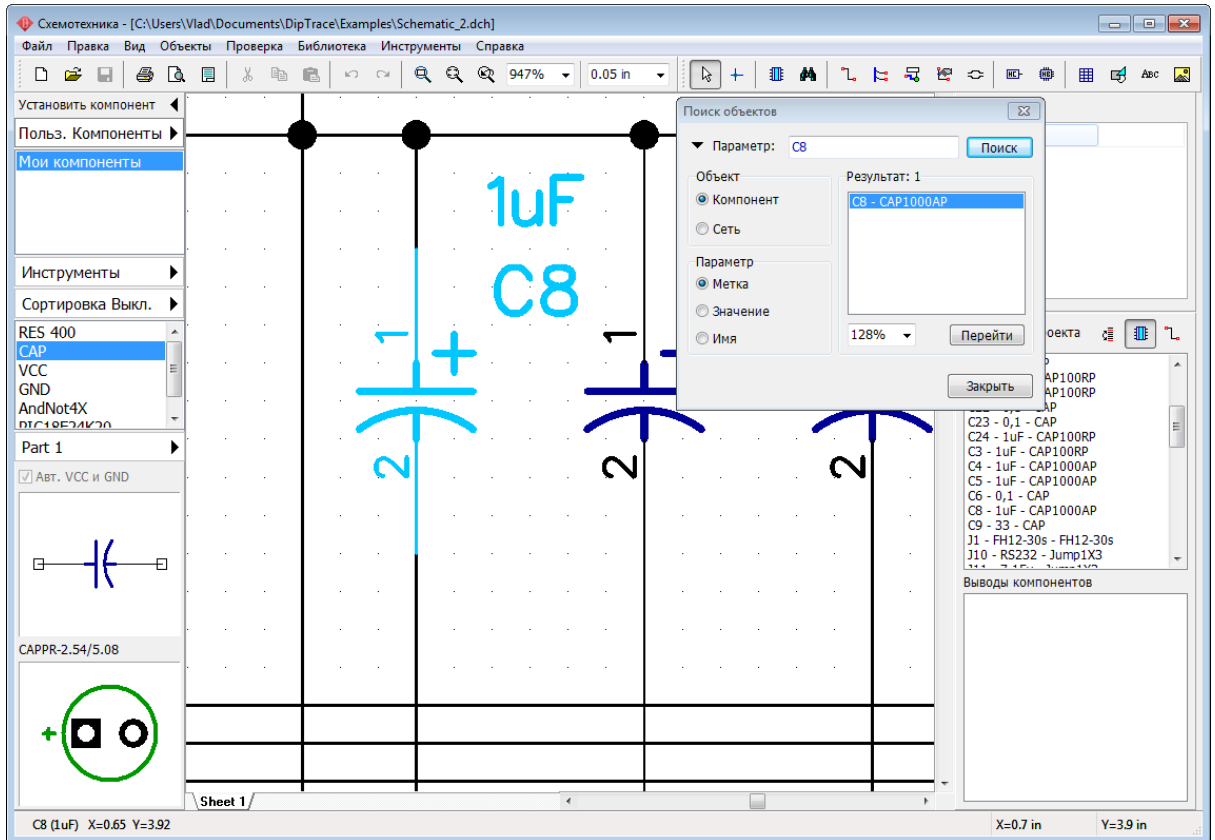 Схемотехника - [C:\Users\Vlad\Documents\DipTrace\Examples\Schematic_2.dch]
Файл Правка Вид Объекты Проверка Библиотека Инструменты Справка
947% 0.05 in ABC
Установить компонент
Польз. Компоненты
Мои компоненты
Инструменты
Сортировка Выкл.
RES 400
CAP
VCC
GND
AndNot4X
PIC18F24K20
Part 1
Авт. VCC и GND
CAPPR-2.54/5.08
+
1uF
C8
1
+
2
1
2
2
Sheet 1
Поиск объектов
Параметр: C8 Поиск
Объект
Компонент
Сеть
Параметр
Метка
Значение
Имя
Результат: 1
C8 - CAP1000AP
128% Перейти
Закрыть
C23 - 0,1 - CAP
C24 - 1uF - CAP100RP
C3 - 1uF - CAP100RP
C4 - 1uF - CAP1000AP
C5 - 1uF - CAP1000AP
C6 - 0,1 - CAP
C8 - 1uF - CAP1000AP
C9 - 33 - CAP
J1 - FH12-30s - FH12-30s
J10 - RS232 - Jump1X3
Выводы компонентов
C8 (1uF) X=0.65 Y=3.92
X=0.7 in Y=3.9 in